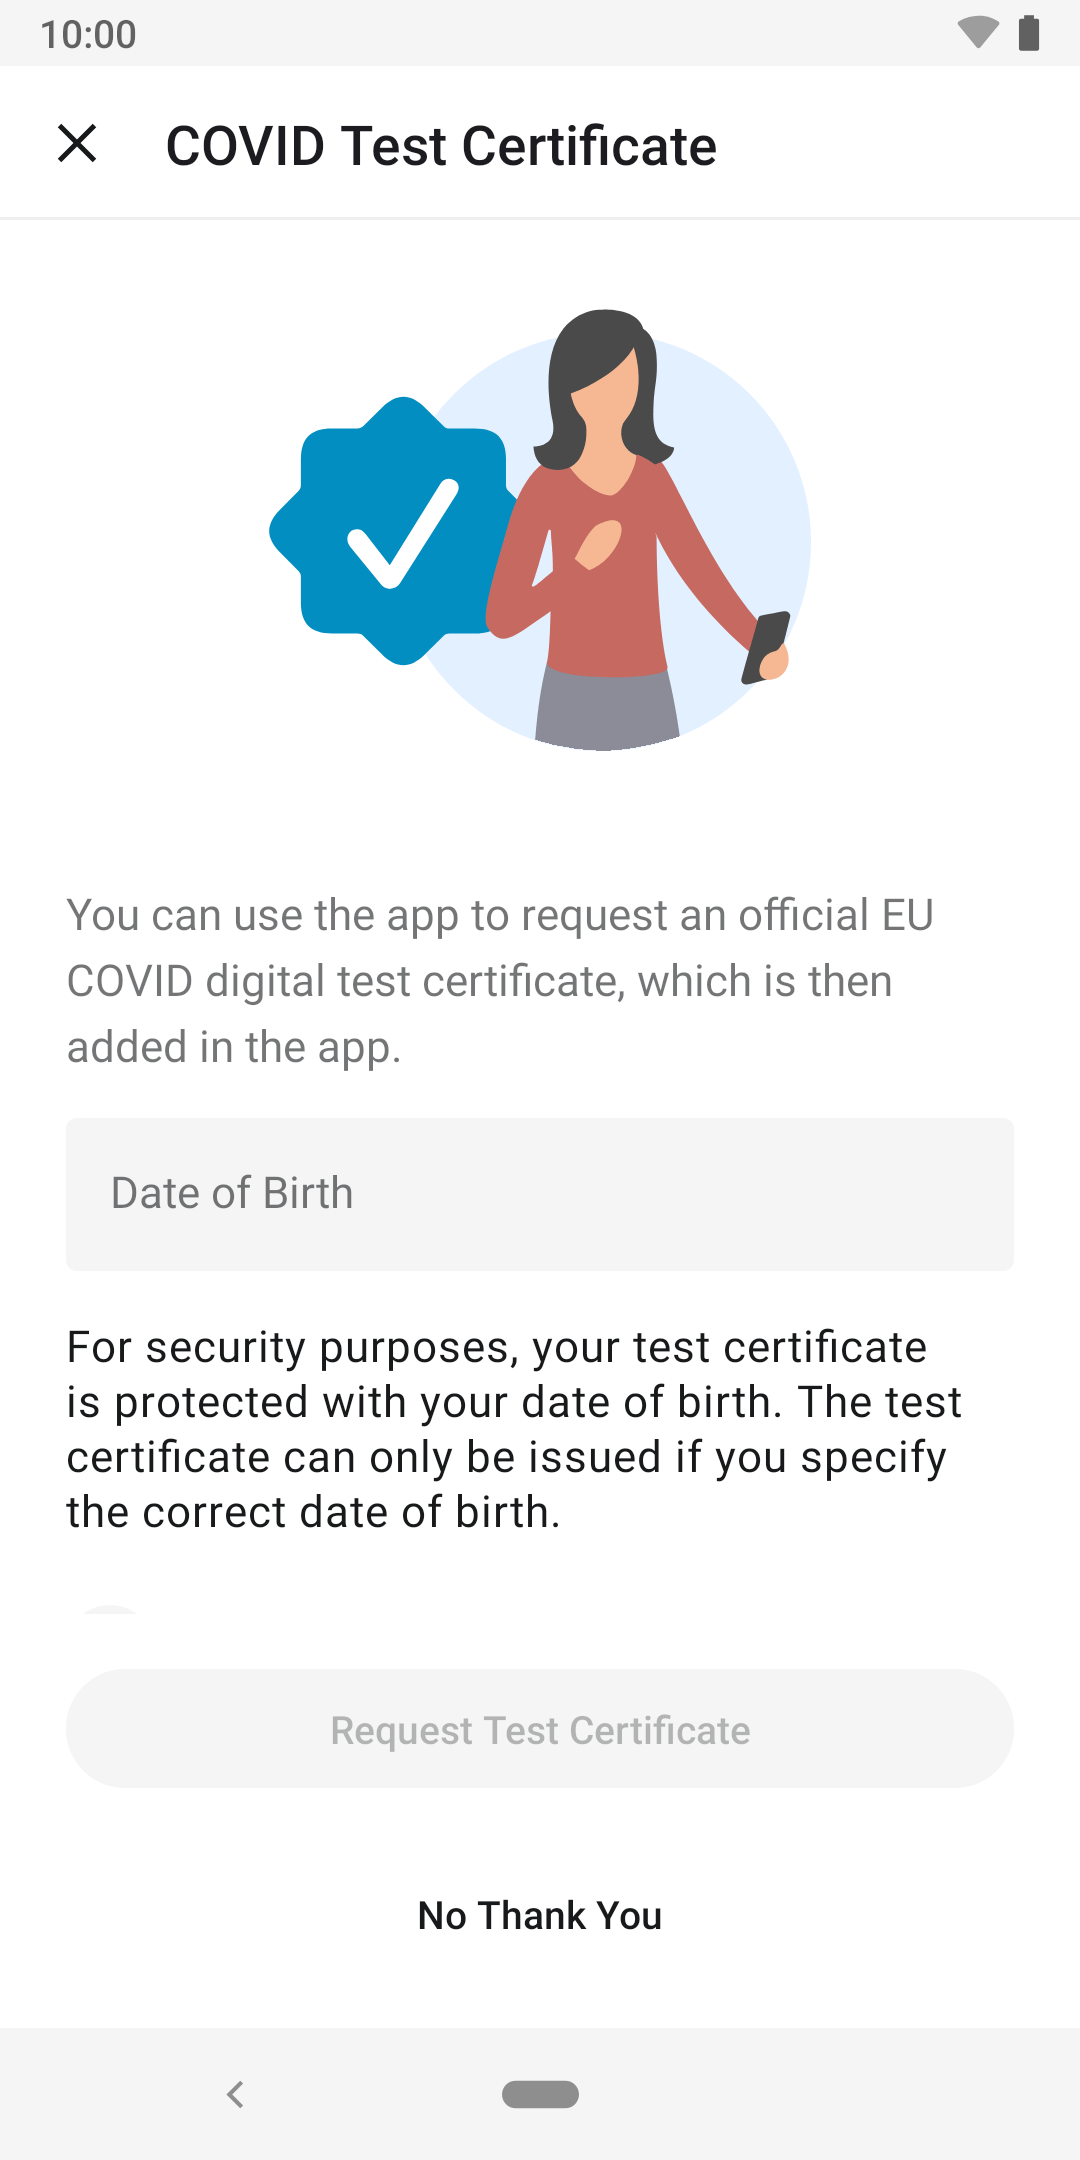 10:00
COVID Test Certificate
You can use the app to request an official EU
COVID digital test certificate, which is then
added in the app.
Date of Birth
For security purposes, your test certificate
is protected with your date of birth. The test
certificate can only be issued if you specify
the correct date of birth.
Request Test Certificate
No Thank You